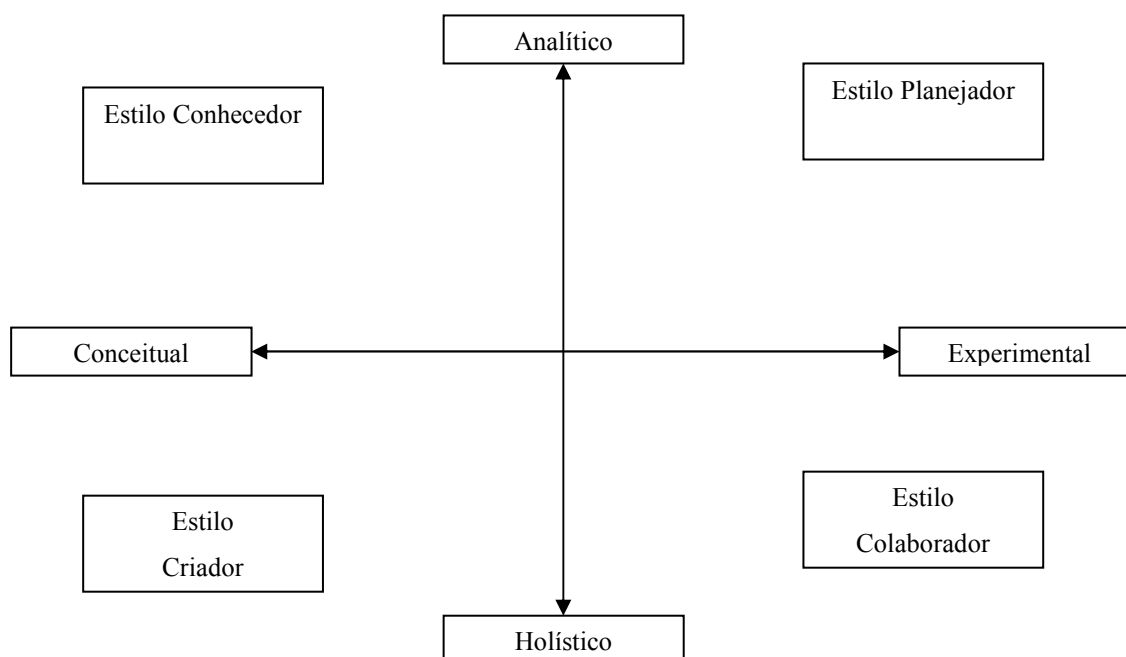 Analítico
Estilo Conhecedor
Estilo Planejador
Conceitual
Experimental
Estilo
Criador
Estilo
Colaborador
Holístico